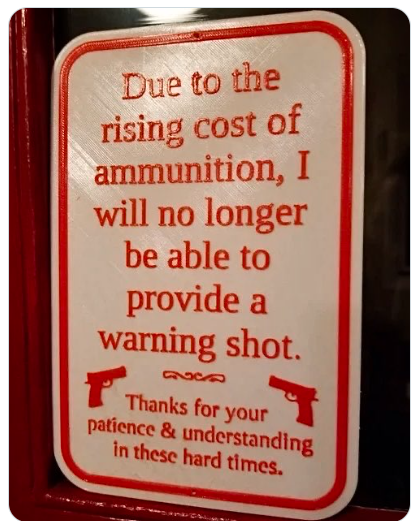 Due to the
rising cost of
ammunition, I
will no longer
be able to
provide a
warning shot.
Thanks for your
patience & understanding
in these hard times.